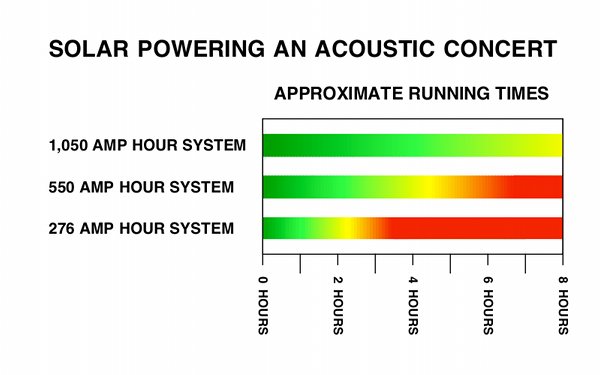 SOLAR POWERING AN ACOUSTIC CONCERT
APPROXIMATE RUNNING TIMES
1,050 AMP HOUR SYSTEM
550 AMP HOUR SYSTEM
276 AMP HOUR SYSTEM
0 HOURS
2 HOURS
4 HOURS
6 HOURS
8 HOURS